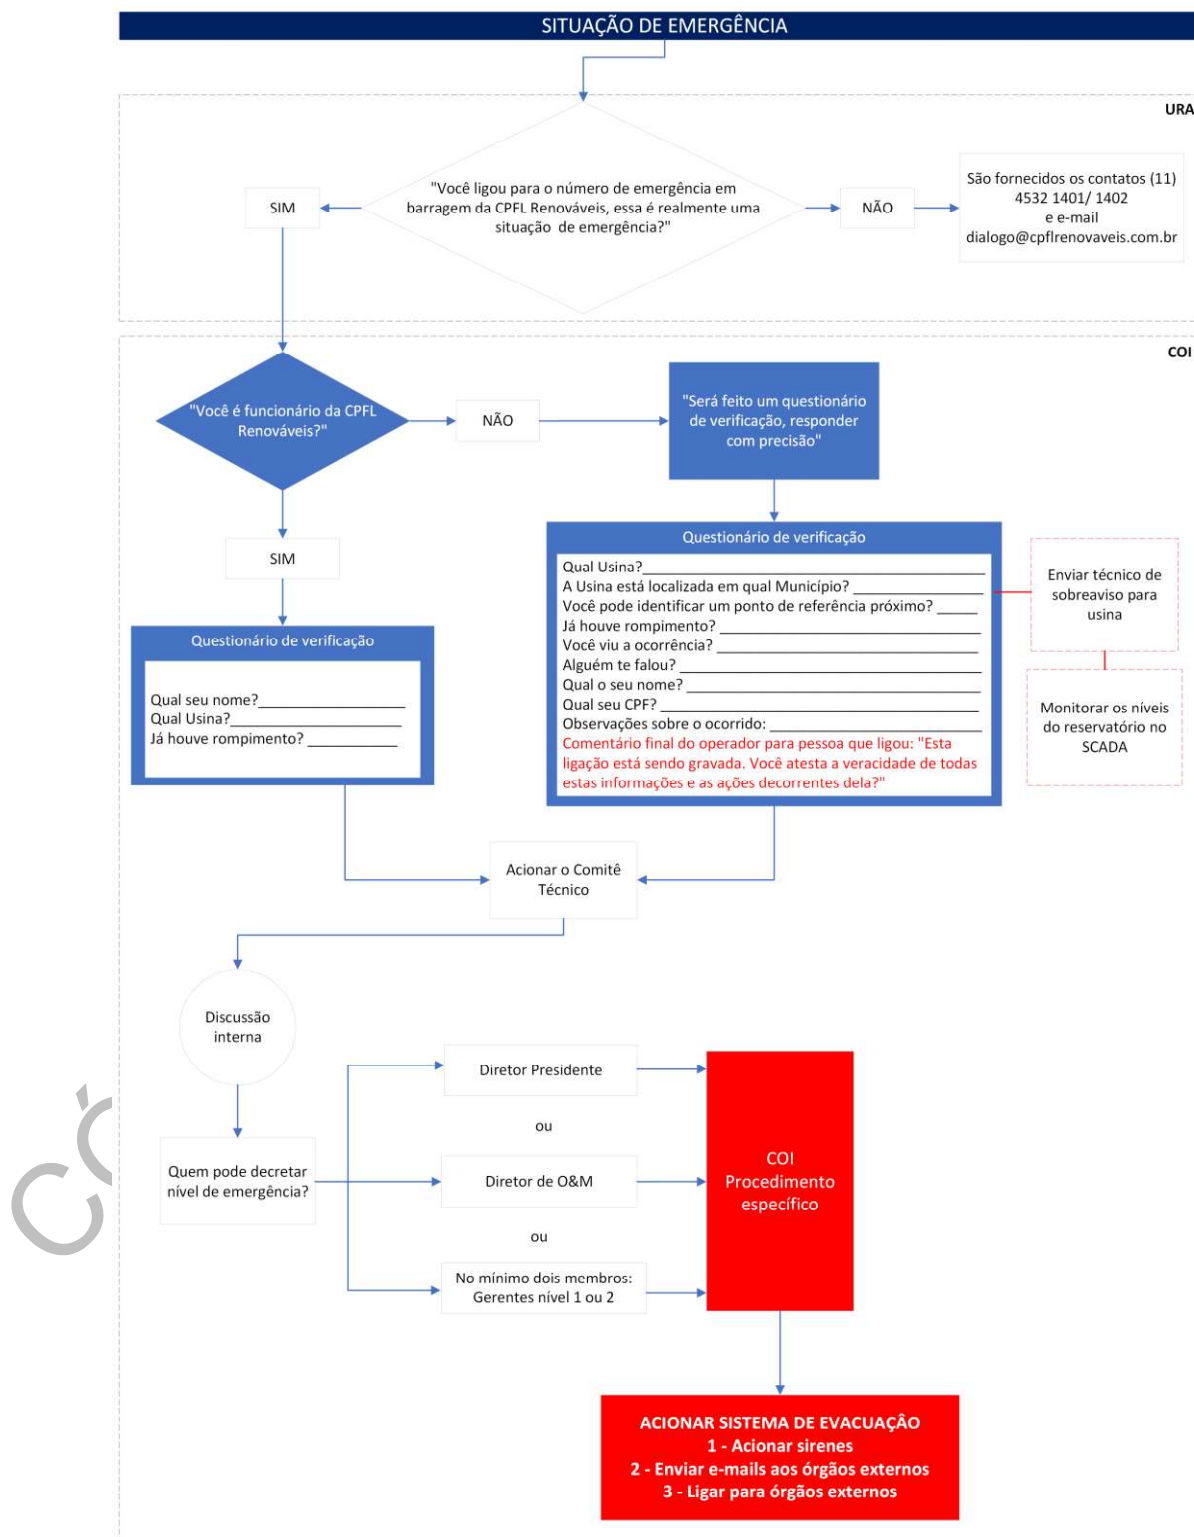 SITUAÇÃO DE EMERGÊNCIA
URA
"Você ligou para o número de emergência em
barragem da CPFL Renováveis, essa é realmente uma
situação de emergência?"
SIM
NÃO
São fornecidos os contatos (11)
4532 1401/ 1402
e e-mail
dialogo@cpflrenovaveis.com.br
COI
"Você é funcionário da CPFL
Renováveis?"
NÃO
"Será feito um questionário
de verificação, responder
com precisão"
SIM
Questionário de verificação
Qual seu nome?
Qual Usina?
Já houve rompimento?
Questionário de verificação
Qual Usina?
A Usina está localizada em qual Município?
Você pode identificar um ponto de referência próximo?
Já houve rompimento?
Você viu a ocorrência?
Alguém te falou?
Qual o seu nome?
Qual seu CPF?
Observações sobre o ocorrido:
Comentário final do operador para pessoa que ligou: "Esta
ligação está sendo gravada. Você atesta a veracidade de todas
estas informações e as ações decorrentes dela?"
Enviar técnico de
sobreaviso para
usina
Monitorar os níveis
do reservatório no
SCADA
Acionar o Comitê
Técnico
Discussão
interna
Quem pode decretar
nível de emergência?
Diretor Presidente
ou
Diretor de O&M
ou
No mínimo dois membros:
Gerentes nível 1 ou 2
COI
Procedimento
específico
ACIONAR SISTEMA DE EVACUAÇÂO
1 - Acionar sirenes
2 - Enviar e-mails aos órgãos externos
3 - Ligar para órgãos externos
CÓ